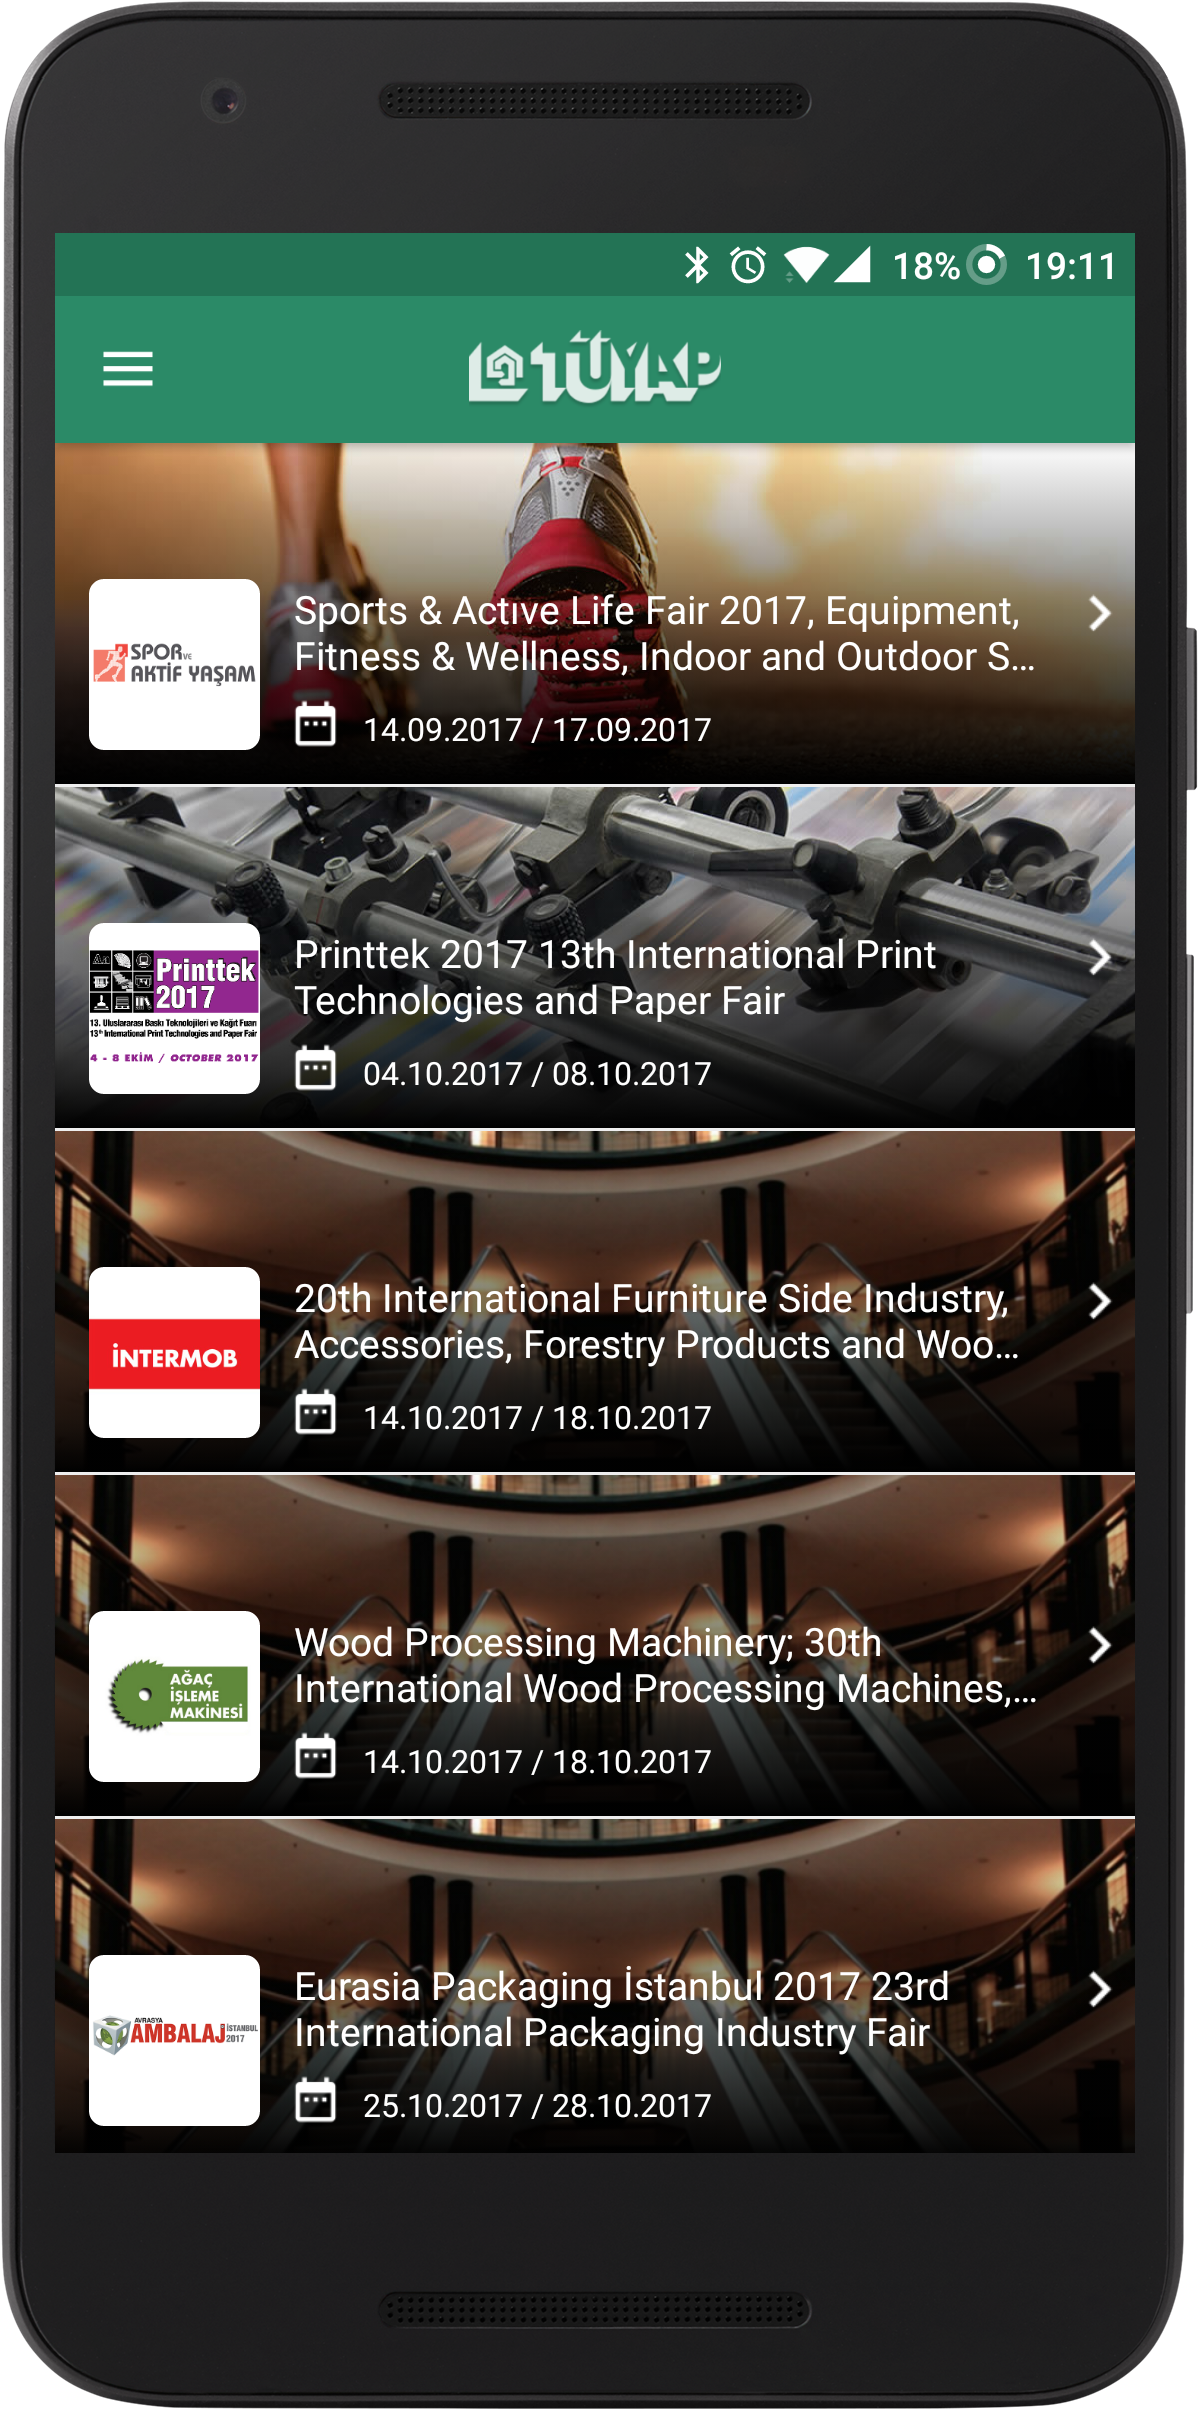 18% 19:11
TÜYAP
SPOR VE
AKTİF YAŞAM
Sports & Active Life Fair 2017, Equipment,
Fitness & Wellness, Indoor and Outdoor S...
14.09.2017 / 17.09.2017
Aa
Printtek
2017
13. Uluslararası Baskı Teknolojileri ve Kağıt Fuarı
13th International Print Technologies and Paper Fair
4 - 8 EKİM / OCTOBER 2017
Printtek 2017 13th International Print
Technologies and Paper Fair
04.10.2017 / 08.10.2017
İNTERMOB
20th International Furniture Side Industry,
Accessories, Forestry Products and Woo...
14.10.2017 / 18.10.2017
AĞAÇ
İŞLEME
MAKİNESİ
Wood Processing Machinery; 30th
International Wood Processing Machines,...
14.10.2017 / 18.10.2017
AVRASYA
AMBALAJ İSTANBUL
2017
Eurasia Packaging İstanbul 2017 23rd
International Packaging Industry Fair
25.10.2017 / 28.10.2017